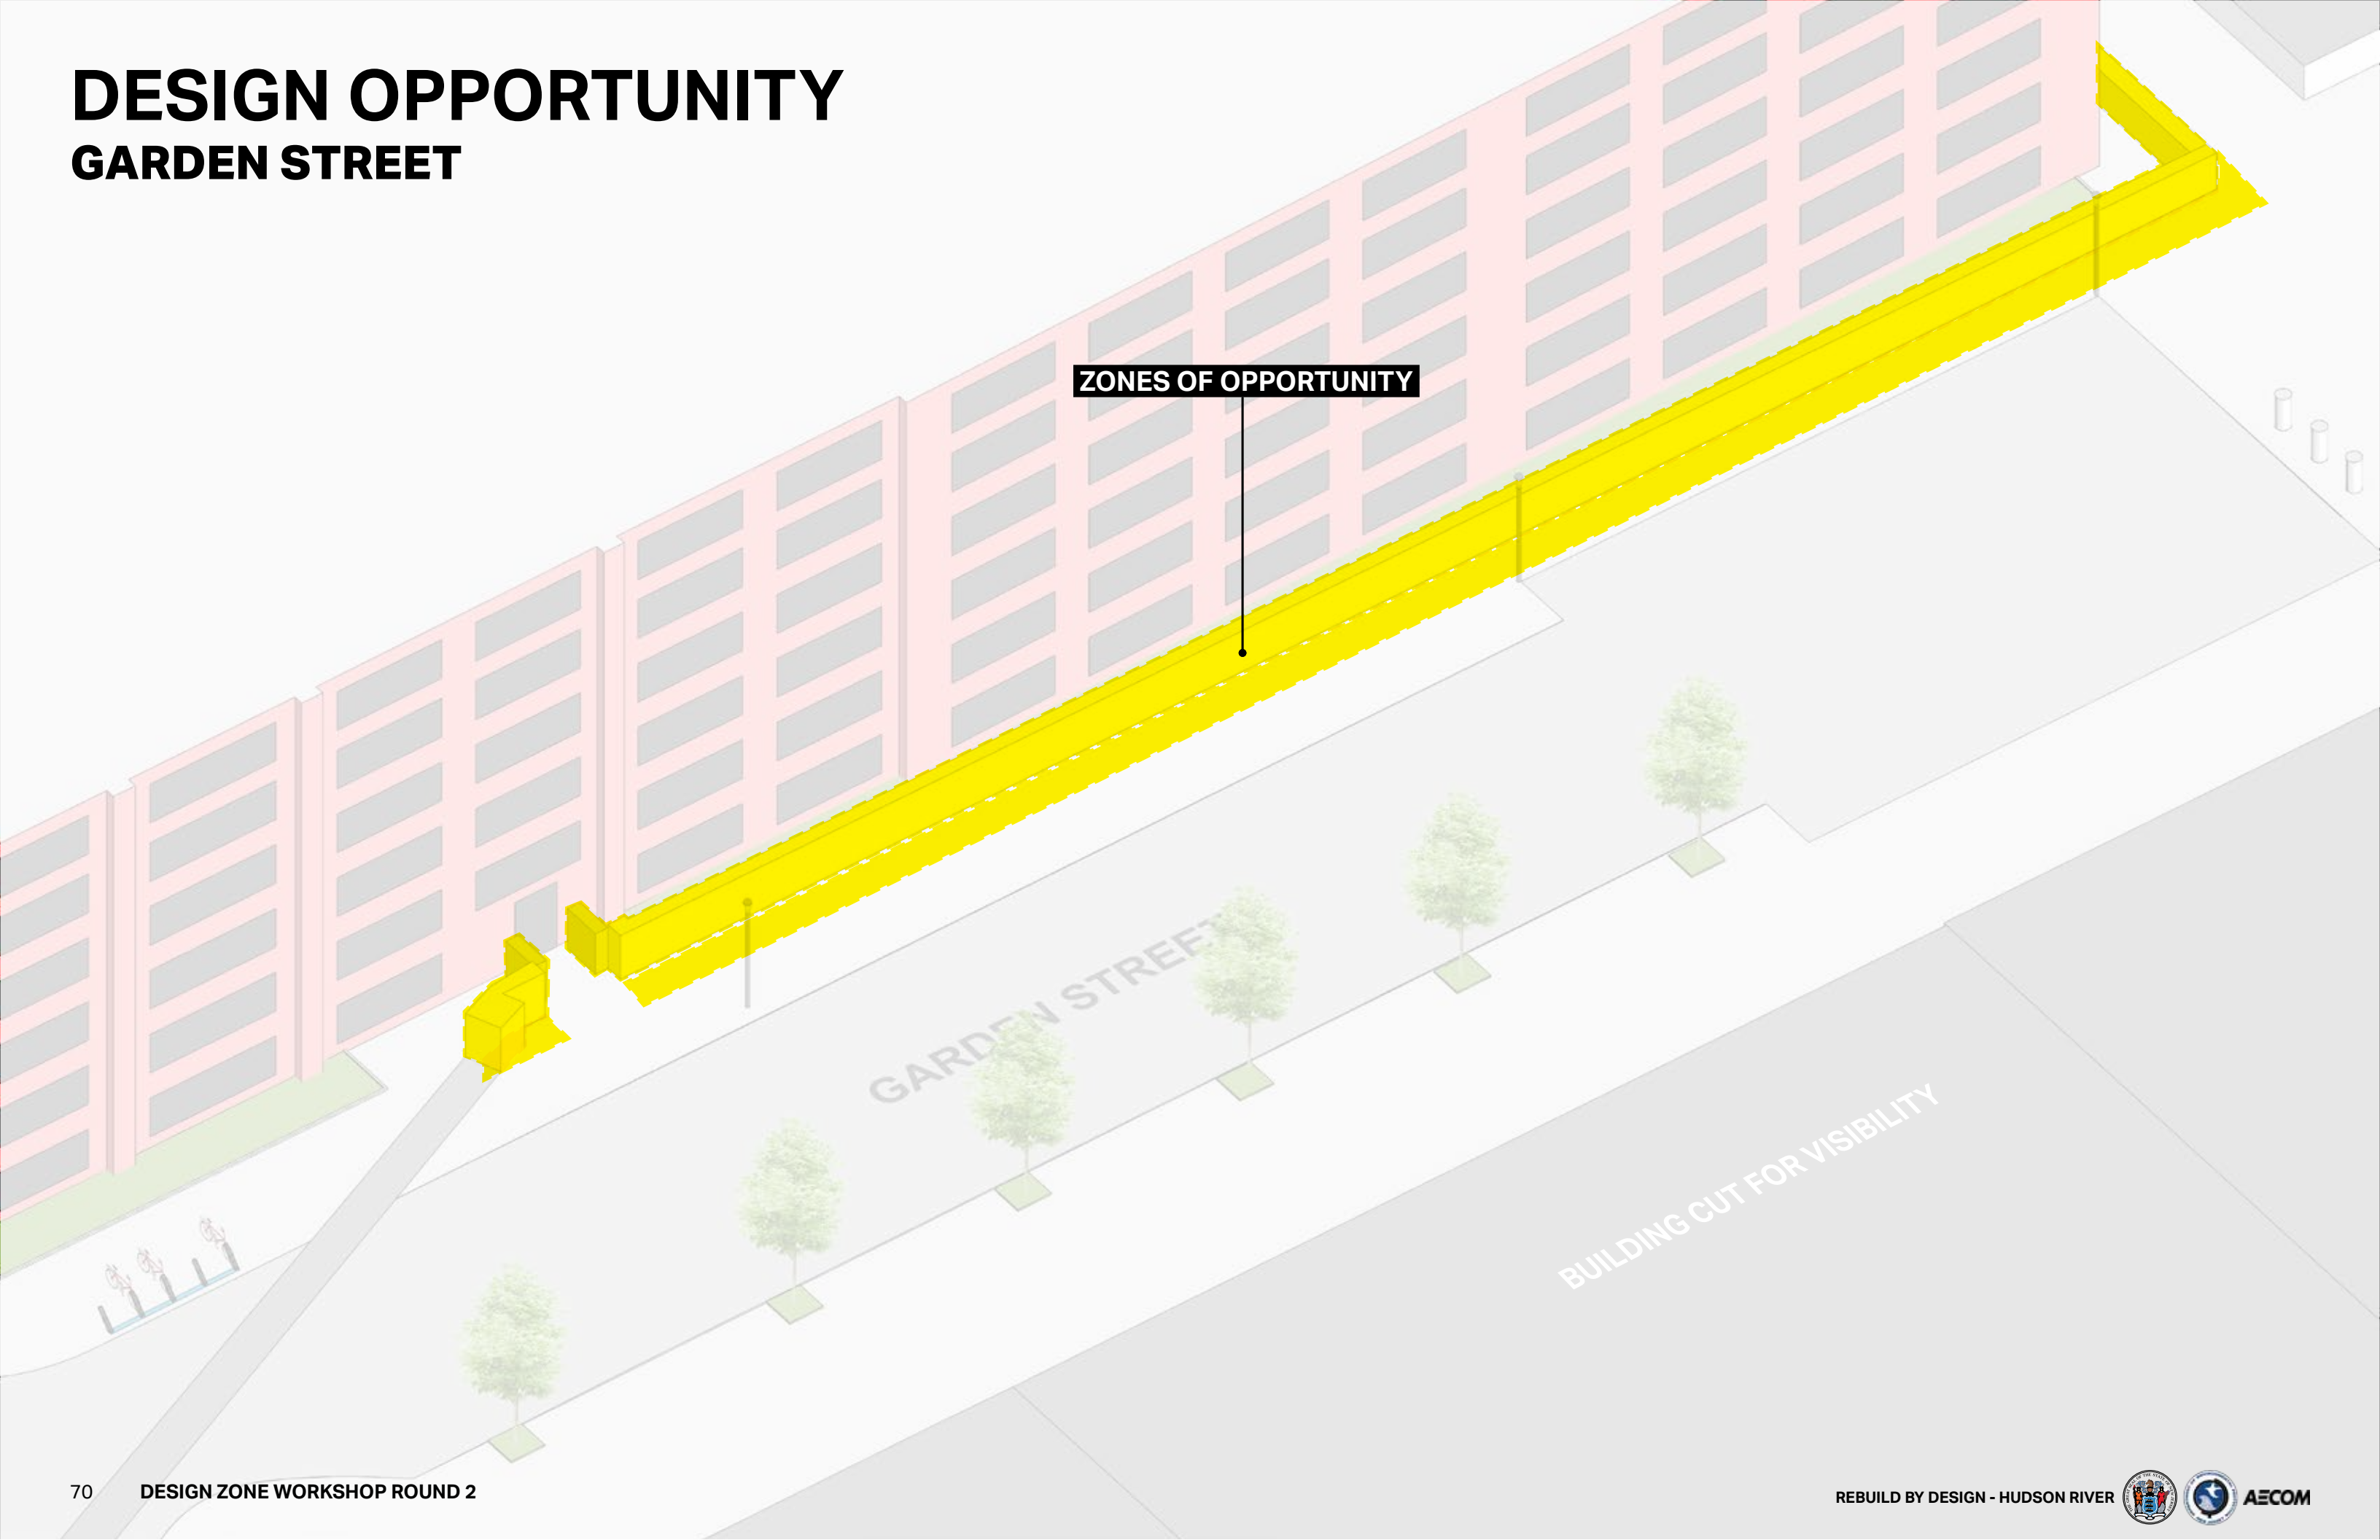 DESIGN OPPORTUNITY
GARDEN STREET
ZONES OF OPPORTUNITY
GARDEN STREET
BUILDING CUT FOR VISIBILITY
70 DESIGN ZONE WORKSHOP ROUND 2
REBUILD BY DESIGN - HUDSON RIVER
AECOM